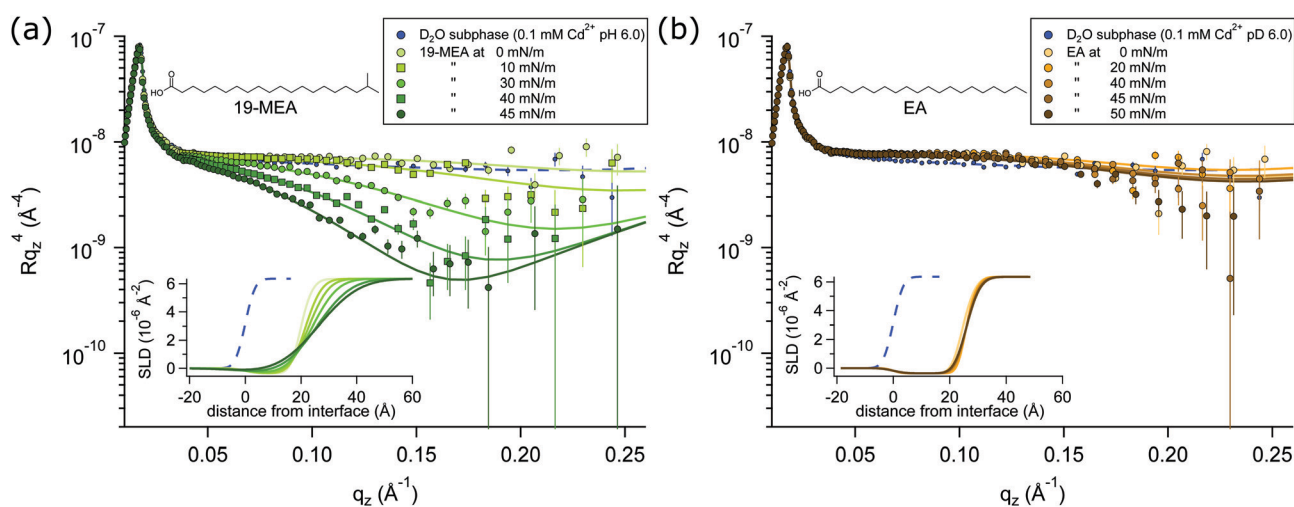 (a)
10⁻⁷
10⁻⁸
10⁻⁹
10⁻¹⁰
Rq_z⁴ (Å⁻⁴)
O
HO
19-MEA
D₂O subphase (0.1 mM Cd²⁺ pH 6.0)
19-MEA at 0 mN/m
" 10 mN/m
" 30 mN/m
" 40 mN/m
" 45 mN/m
SLD (10⁻⁶ Å⁻²)
6
4
2
0
-20 0 20 40 60
distance from interface (Å)
0.05 0.10 0.15 0.20 0.25
q_z (Å⁻¹)
(b)
10⁻⁷
10⁻⁸
10⁻⁹
10⁻¹⁰
Rq_z⁴ (Å⁻⁴)
O
HO
EA
D₂O subphase (0.1 mM Cd²⁺ pD 6.0)
EA at 0 mN/m
" 20 mN/m
" 40 mN/m
" 45 mN/m
" 50 mN/m
SLD (10⁻⁶ Å⁻²)
6
4
2
0
-20 0 20 40 60
distance from interface (Å)
0.05 0.10 0.15 0.20 0.25
q_z (Å⁻¹)